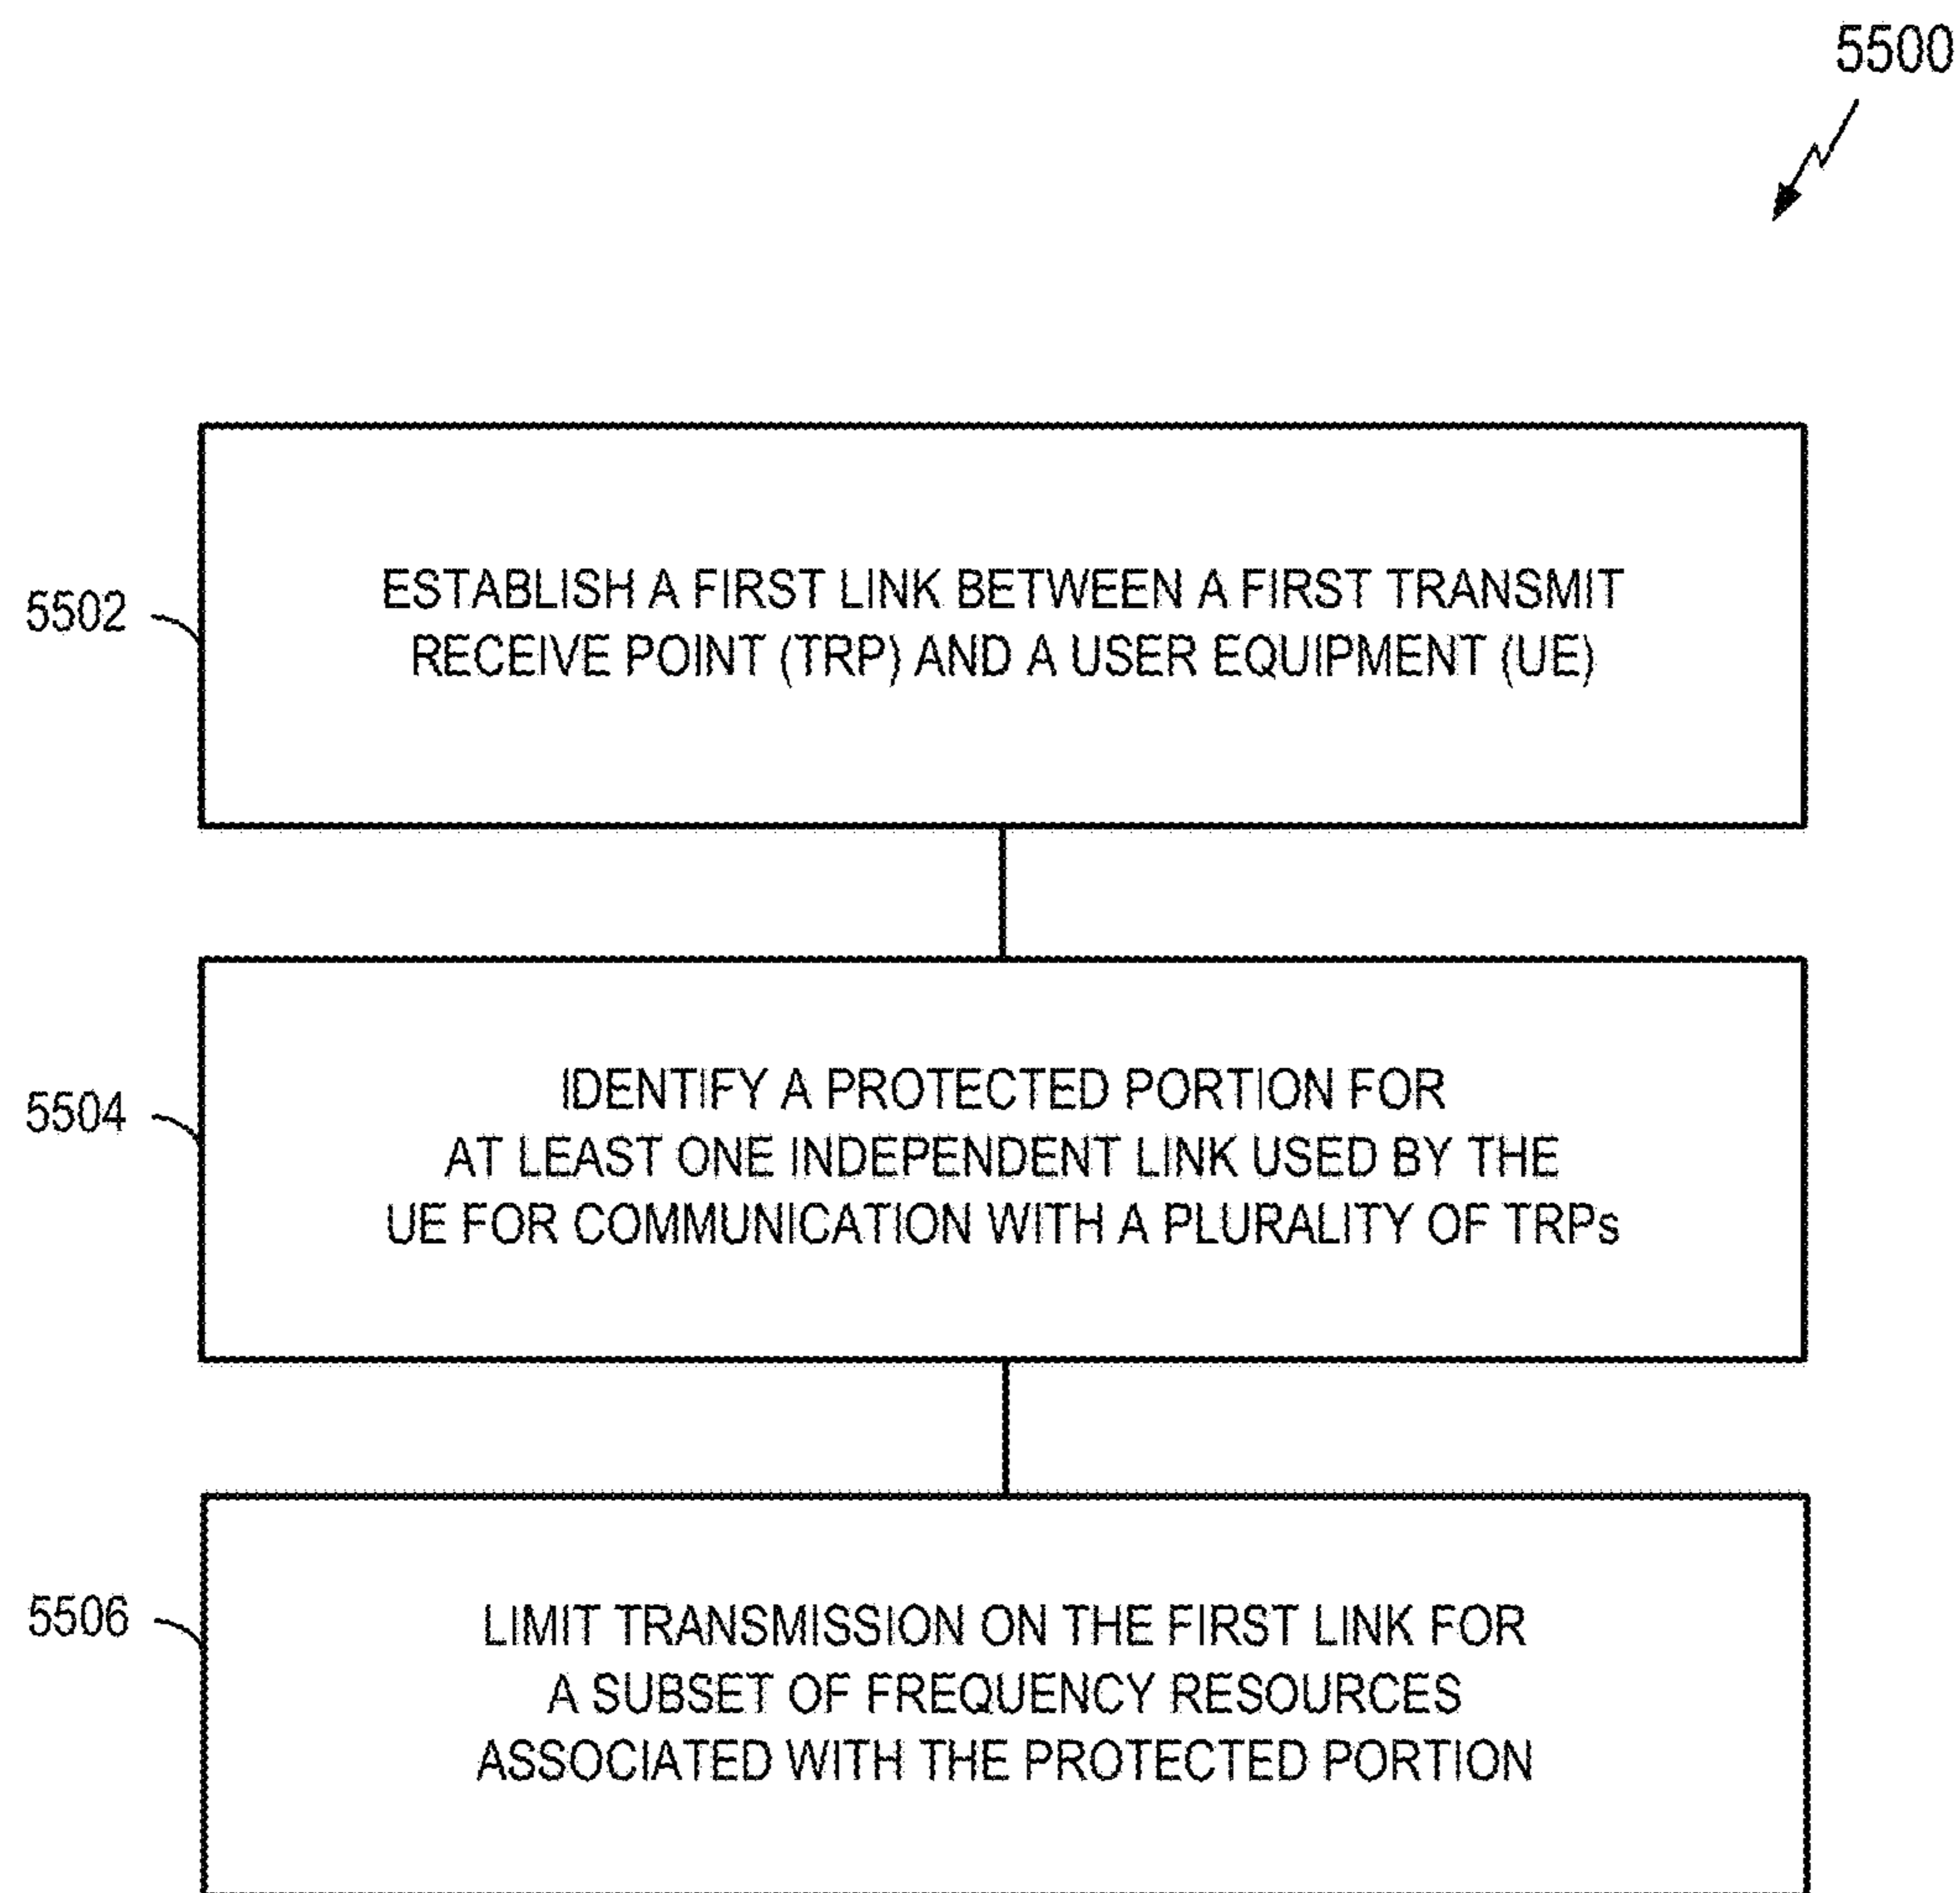 5500
5502
ESTABLISH A FIRST LINK BETWEEN A FIRST TRANSMIT
RECEIVE POINT (TRP) AND A USER EQUIPMENT (UE)
5504
IDENTIFY A PROTECTED PORTION FOR
AT LEAST ONE INDEPENDENT LINK USED BY THE
UE FOR COMMUNICATION WITH A PLURALITY OF TRPs
5506
LIMIT TRANSMISSION ON THE FIRST LINK FOR
A SUBSET OF FREQUENCY RESOURCES
ASSOCIATED WITH THE PROTECTED PORTION